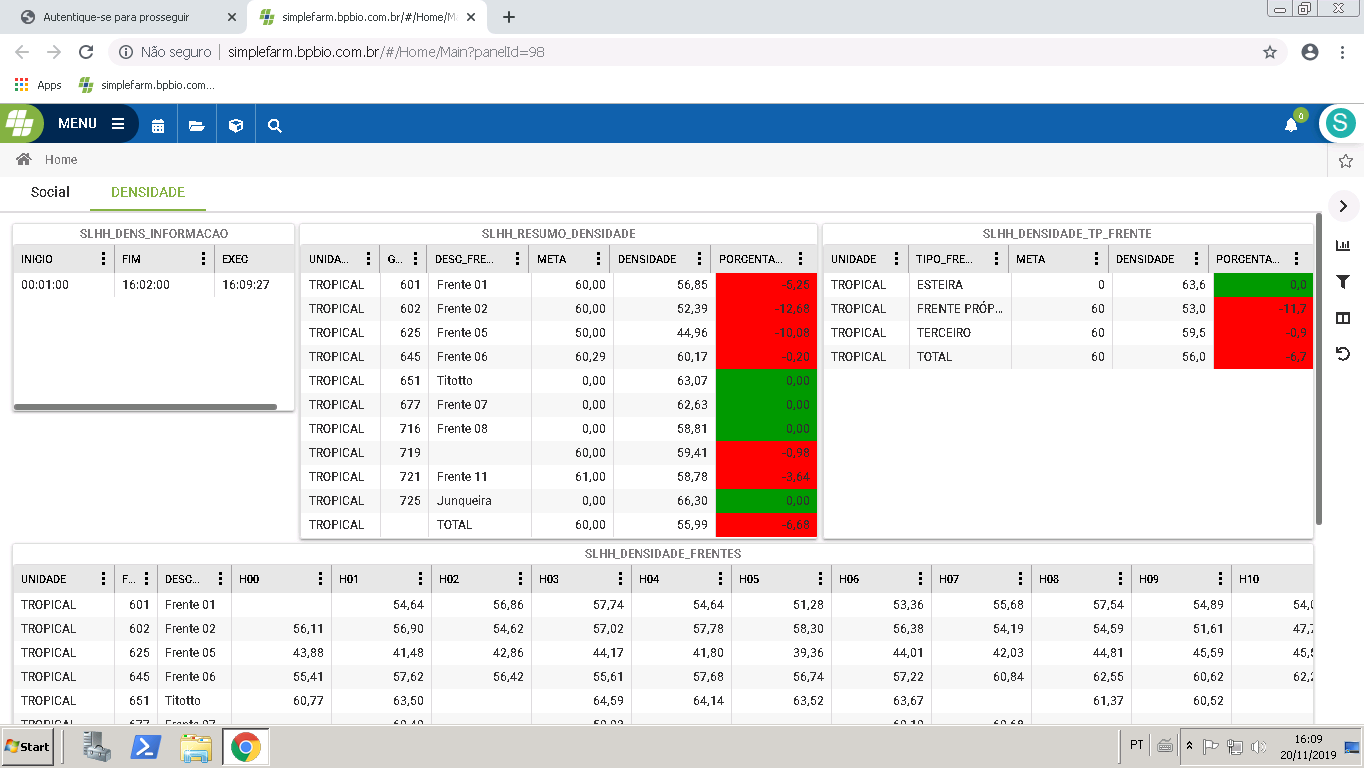 Autentique-se para prosseguir
simplefarm.bpbio.com.br/#/Home/M
Não seguro simplefarm.bpbio.com.br/#/Home/Main?panelId=98
Apps simplefarm.bpbio.com...
MENU 0 S
Home
Social DENSIDADE
SLHH_DENS_INFORMACAO
INICIO FIM EXEC
00:01:00 16:02:00 16:09:27
SLHH_RESUMO_DENSIDADE
UNIDA... G... DESC_FRE... META DENSIDADE PORCENTA...
TROPICAL 601 Frente 01 60,00 56,85 -5,25
TROPICAL 602 Frente 02 60,00 52,39 -12,68
TROPICAL 625 Frente 05 50,00 44,96 -10,08
TROPICAL 645 Frente 06 60,29 60,17 -0,20
TROPICAL 651 Titotto 0,00 63,07 0,00
TROPICAL 677 Frente 07 0,00 62,63 0,00
TROPICAL 716 Frente 08 0,00 58,81 0,00
TROPICAL 719 60,00 59,41 -0,98
TROPICAL 721 Frente 11 61,00 58,78 -3,64
TROPICAL 725 Junqueira 0,00 66,30 0,00
TROPICAL TOTAL 60,00 55,99 -6,68
SLHH_DENSIDADE_TP_FRENTE
UNIDADE TIPO_FRE... META DENSIDADE PORCENTA...
TROPICAL ESTEIRA 0 63,6 0,0
TROPICAL FRENTE PRÓP... 60 53,0 -11,7
TROPICAL TERCEIRO 60 59,5 -0,9
TROPICAL TOTAL 60 56,0 -6,7
SLHH_DENSIDADE_FRENTES
UNIDADE F... DESC... H00 H01 H02 H03 H04 H05 H06 H07 H08 H09 H10
TROPICAL 601 Frente 01 54,64 56,86 57,74 54,64 51,28 53,36 55,68 57,54 54,89 54,0
TROPICAL 602 Frente 02 56,11 56,90 54,62 57,02 57,78 58,30 56,38 54,19 54,59 51,61 47,7
TROPICAL 625 Frente 05 43,88 41,48 42,86 44,17 41,80 39,36 44,01 42,03 44,81 45,59 45,5
TROPICAL 645 Frente 06 55,41 57,62 56,42 55,61 57,68 56,74 57,22 60,84 62,55 60,62 62,2
TROPICAL 651 Titotto 60,77 63,50 64,59 64,14 63,52 63,67 61,37 60,52
TROPICAL 677 Frente 07
Start PT 16:09
20/11/2019